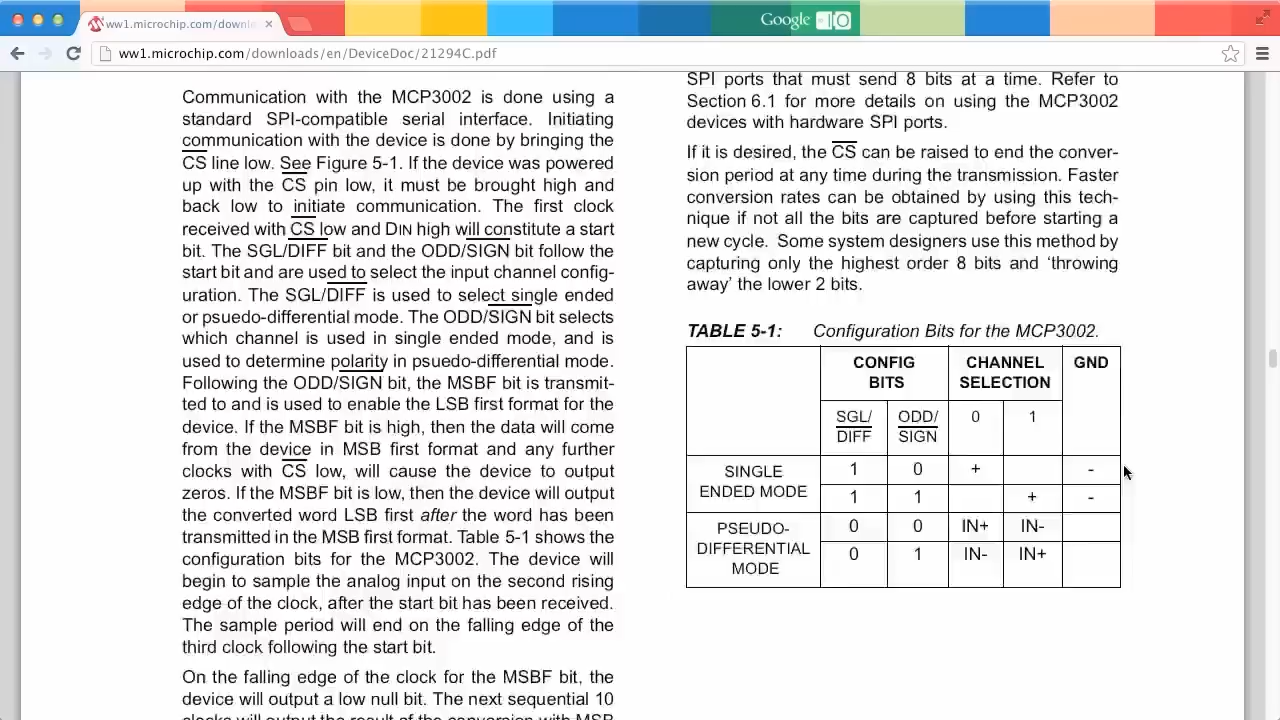 Google IO
ww1.microchip.com/downl
ww1.microchip.com/downloads/en/DeviceDoc/21294C.pdf
Communication with the MCP3002 is done using a
standard SPI-compatible serial interface. Initiating
communication with the device is done by bringing the
CS line low. See Figure 5-1. If the device was powered
up with the CS pin low, it must be brought high and
back low to initiate communication. The first clock
received with CS low and DIN high will constitute a start
bit. The SGL/DIFF bit and the ODD/SIGN bit follow the
start bit and are used to select the input channel config-
uration. The SGL/DIFF is used to select single ended
or psuedo-differential mode. The ODD/SIGN bit selects
which channel is used in single ended mode, and is
used to determine polarity in psuedo-differential mode.
Following the ODD/SIGN bit, the MSBF bit is transmit-
ted to and is used to enable the LSB first format for the
device. If the MSBF bit is high, then the data will come
from the device in MSB first format and any further
clocks with CS low, will cause the device to output
zeros. If the MSBF bit is low, then the device will output
the converted word LSB first after the word has been
transmitted in the MSB first format. Table 5-1 shows the
configuration bits for the MCP3002. The device will
begin to sample the analog input on the second rising
edge of the clock, after the start bit has been received.
The sample period will end on the falling edge of the
third clock following the start bit.
On the falling edge of the clock for the MSBF bit, the
device will output a low null bit. The next sequential 10
clocks will output the result of the conversion with MSB
SPI ports that must send 8 bits at a time. Refer to
Section 6.1 for more details on using the MCP3002
devices with hardware SPI ports.
If it is desired, the CS can be raised to end the conver-
sion period at any time during the transmission. Faster
conversion rates can be obtained by using this tech-
nique if not all the bits are captured before starting a
new cycle. Some system designers use this method by
capturing only the highest order 8 bits and ‘throwing
away’ the lower 2 bits.
TABLE 5-1: Configuration Bits for the MCP3002.
CONFIG CHANNEL GND
BITS SELECTION
SGL/ ODD/ 0 1
DIFF SIGN
SINGLE 1 0 + -
ENDED MODE 1 1 + -
PSEUDO- 0 0 IN+ IN-
DIFFERENTIAL 0 1 IN- IN+
MODE